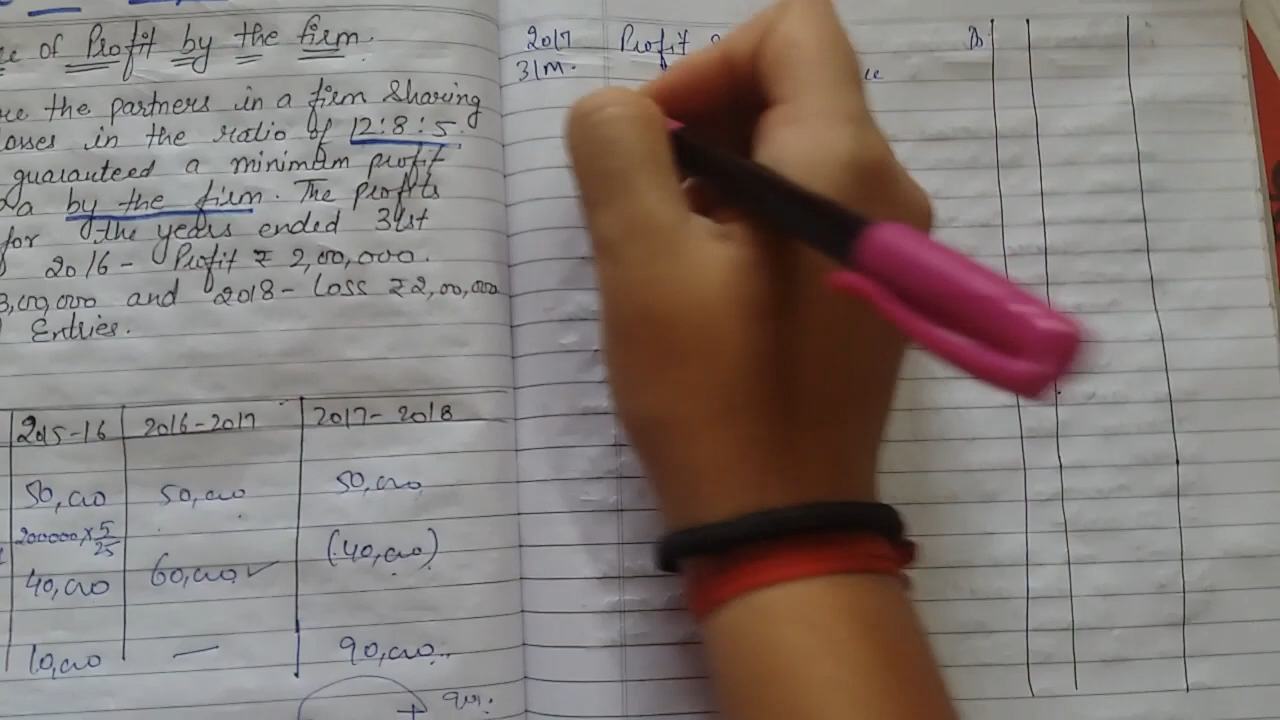 of Profit by the firm.
the partners in a firm sharing
losses in the ratio of 12:8:5.
guaranteed a minimum profit
by the firm. The profits
for the years ended 31st
2016- Profit ₹ 2,00,000.
3,00,000 and 2018- Loss ₹2,00,000
Entries.
2015-16 2016-2017 2017-2018
50,000 50,000 50,000
200000 x 5/25
40,000 60,000 ✓ (40,000)
10,000 — 90,000
2017 Profit Dr
31M.